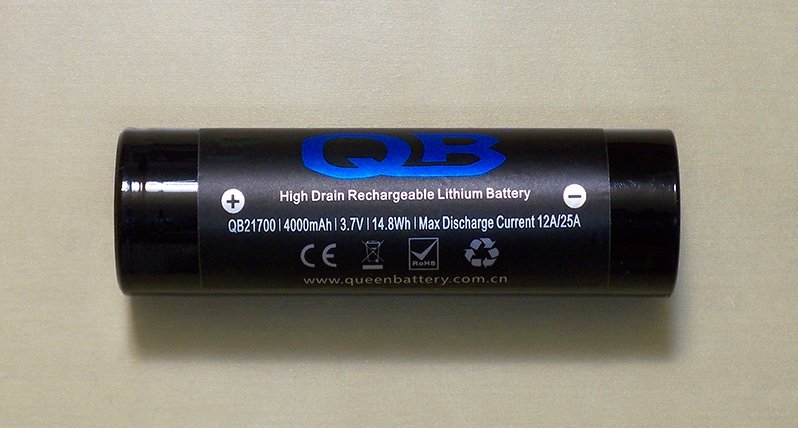 QB
+ −
High Drain Rechargeable Lithium Battery
QB21700 | 4000mAh | 3.7V | 14.8Wh | Max Discharge Current 12A/25A
CE RoHS
www.queenbattery.com.cn